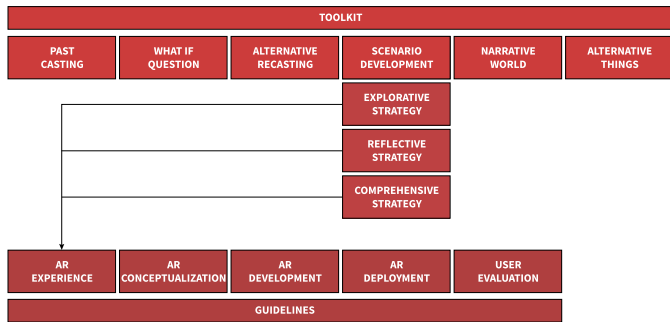 TOOLKIT
PAST
CASTING
WHAT IF
QUESTION
ALTERNATIVE
RECASTING
SCENARIO
DEVELOPMENT
NARRATIVE
WORLD
ALTERNATIVE
THINGS
EXPLORATIVE
STRATEGY
REFLECTIVE
STRATEGY
COMPREHENSIVE
STRATEGY
AR
EXPERIENCE
AR
CONCEPTUALIZATION
AR
DEVELOPMENT
AR
DEPLOYMENT
USER
EVALUATION
GUIDELINES